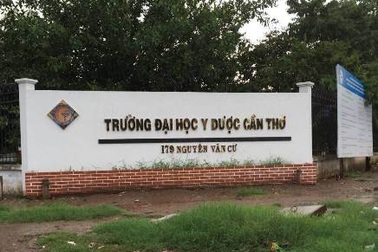 TRƯỜNG ĐẠI HỌC Y DƯỢC CẦN THƠ
179 NGUYỄN VĂN CỪ